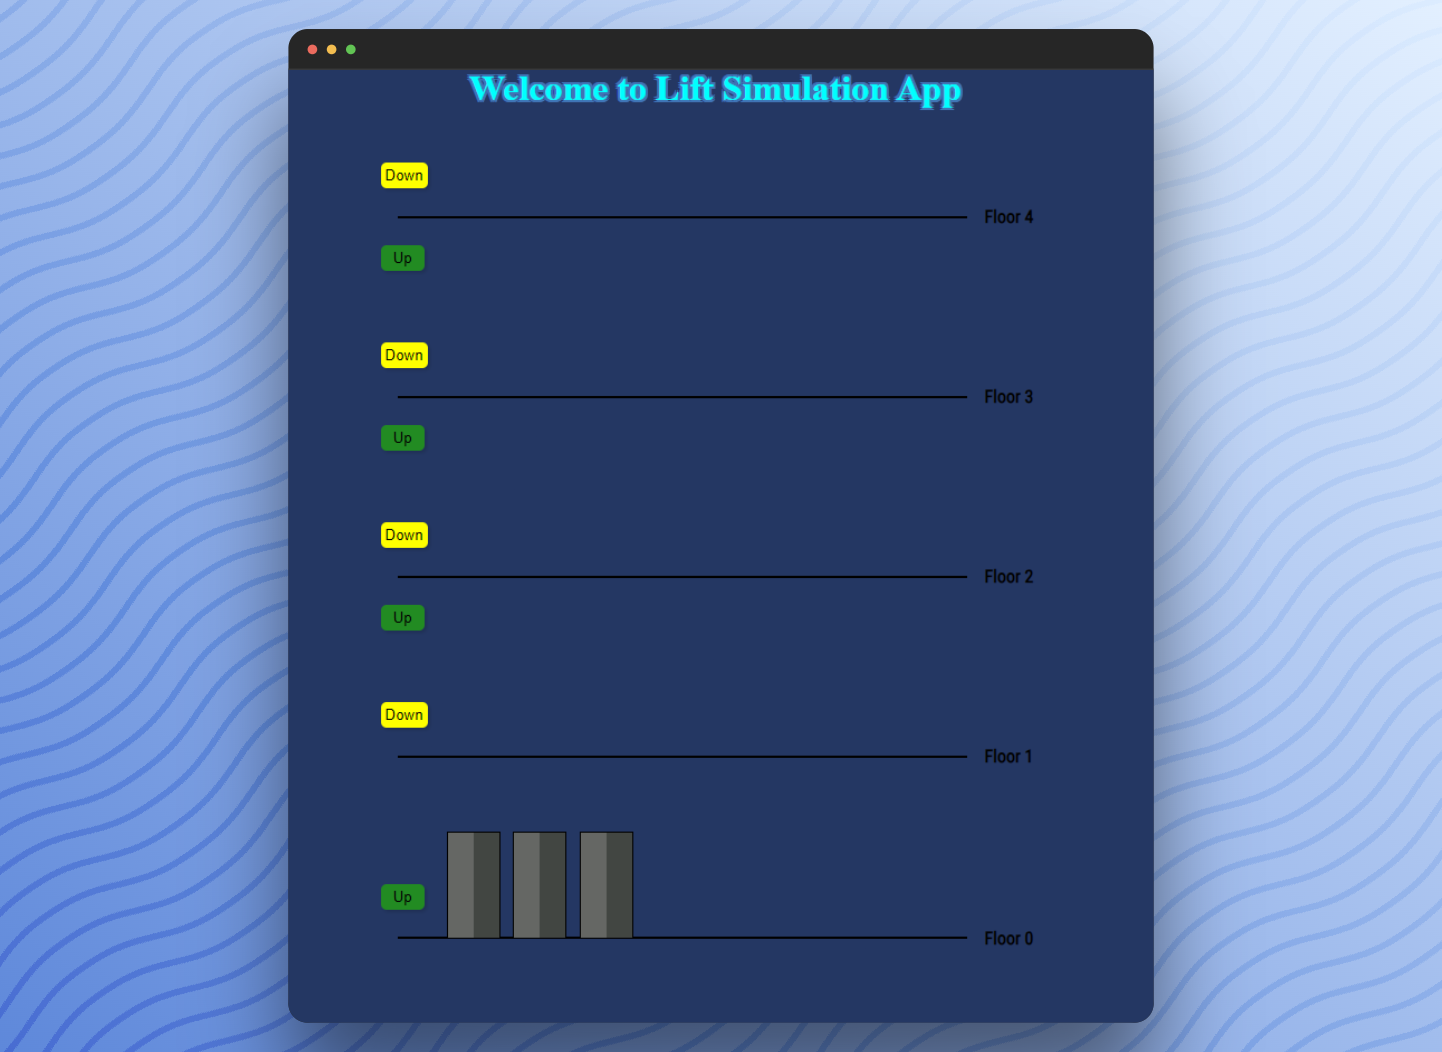 Welcome to Lift Simulation App
Down
Floor 4
Up
Down
Floor 3
Up
Down
Floor 2
Up
Down
Floor 1
Up
Floor 0